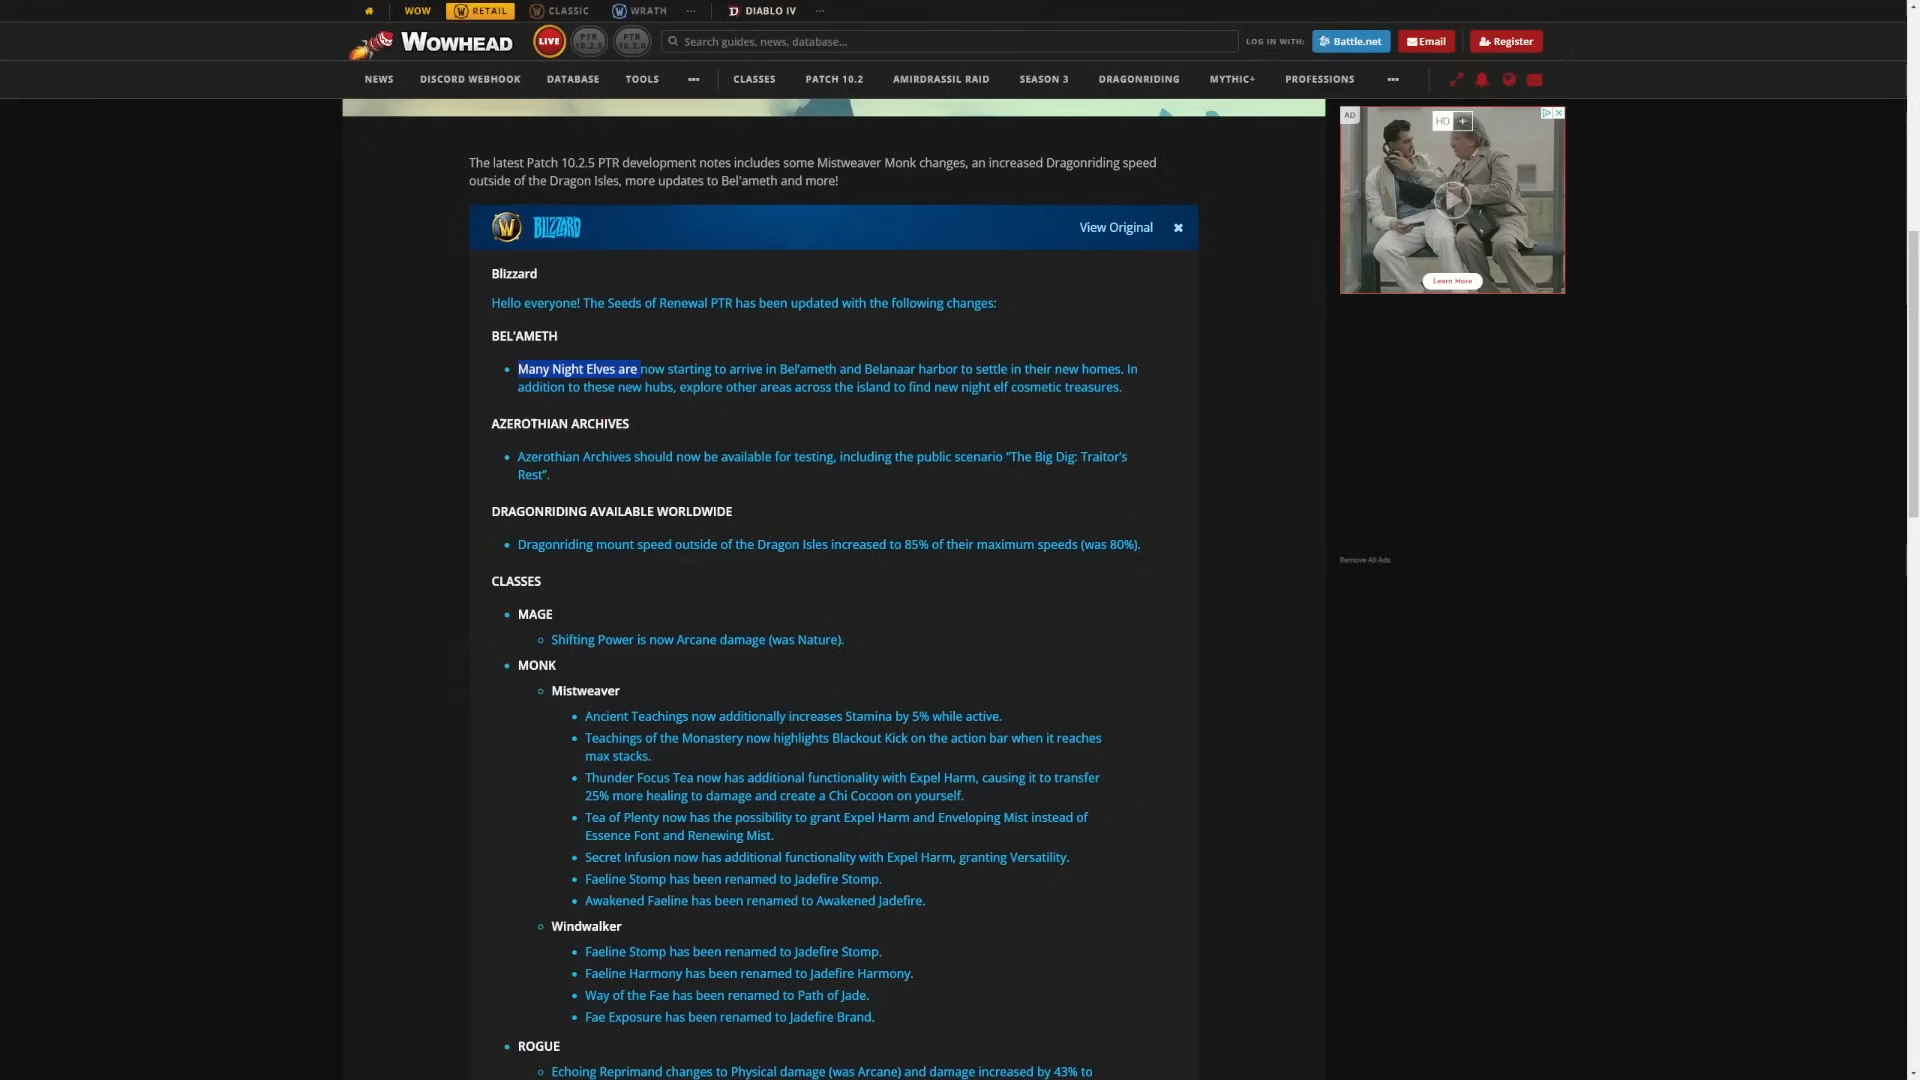 WOW
RETAIL
CLASSIC
WRATH
DIABLO IV
WOWHEAD
LIVE
PTR 10.2.5
PTR 10.2.0
Search guides, news, database...
LOG IN WITH:
Battle.net
Email
Register
NEWS
DISCORD WEBHOOK
DATABASE
TOOLS
CLASSES
PATCH 10.2
AMIRDRASSIL RAID
SEASON 3
DRAGONRIDING
MYTHIC+
PROFESSIONS
AD
HD
Learn More
Remove All Ads
The latest Patch 10.2.5 PTR development notes includes some Mistweaver Monk changes, an increased Dragonriding speed
outside of the Dragon Isles, more updates to Bel'ameth and more!
BLIZZARD
View Original
Blizzard
Hello everyone! The Seeds of Renewal PTR has been updated with the following changes:
BEL'AMETH
Many Night Elves are now starting to arrive in Bel'ameth and Belanaar harbor to settle in their new homes. In
addition to these new hubs, explore other areas across the island to find new night elf cosmetic treasures.
AZEROTHIAN ARCHIVES
Azerothian Archives should now be available for testing, including the public scenario "The Big Dig: Traitor's
Rest".
DRAGONRIDING AVAILABLE WORLDWIDE
Dragonriding mount speed outside of the Dragon Isles increased to 85% of their maximum speeds (was 80%).
CLASSES
MAGE
Shifting Power is now Arcane damage (was Nature).
MONK
Mistweaver
Ancient Teachings now additionally increases Stamina by 5% while active.
Teachings of the Monastery now highlights Blackout Kick on the action bar when it reaches
max stacks.
Thunder Focus Tea now has additional functionality with Expel Harm, causing it to transfer
25% more healing to damage and create a Chi Cocoon on yourself.
Tea of Plenty now has the possibility to grant Expel Harm and Enveloping Mist instead of
Essence Font and Renewing Mist.
Secret Infusion now has additional functionality with Expel Harm, granting Versatility.
Faeline Stomp has been renamed to Jadefire Stomp.
Awakened Faeline has been renamed to Awakened Jadefire.
Windwalker
Faeline Stomp has been renamed to Jadefire Stomp.
Faeline Harmony has been renamed to Jadefire Harmony.
Way of the Fae has been renamed to Path of Jade.
Fae Exposure has been renamed to Jadefire Brand.
ROGUE
Echoing Reprimand changes to Physical damage (was Arcane) and damage increased by 43% to